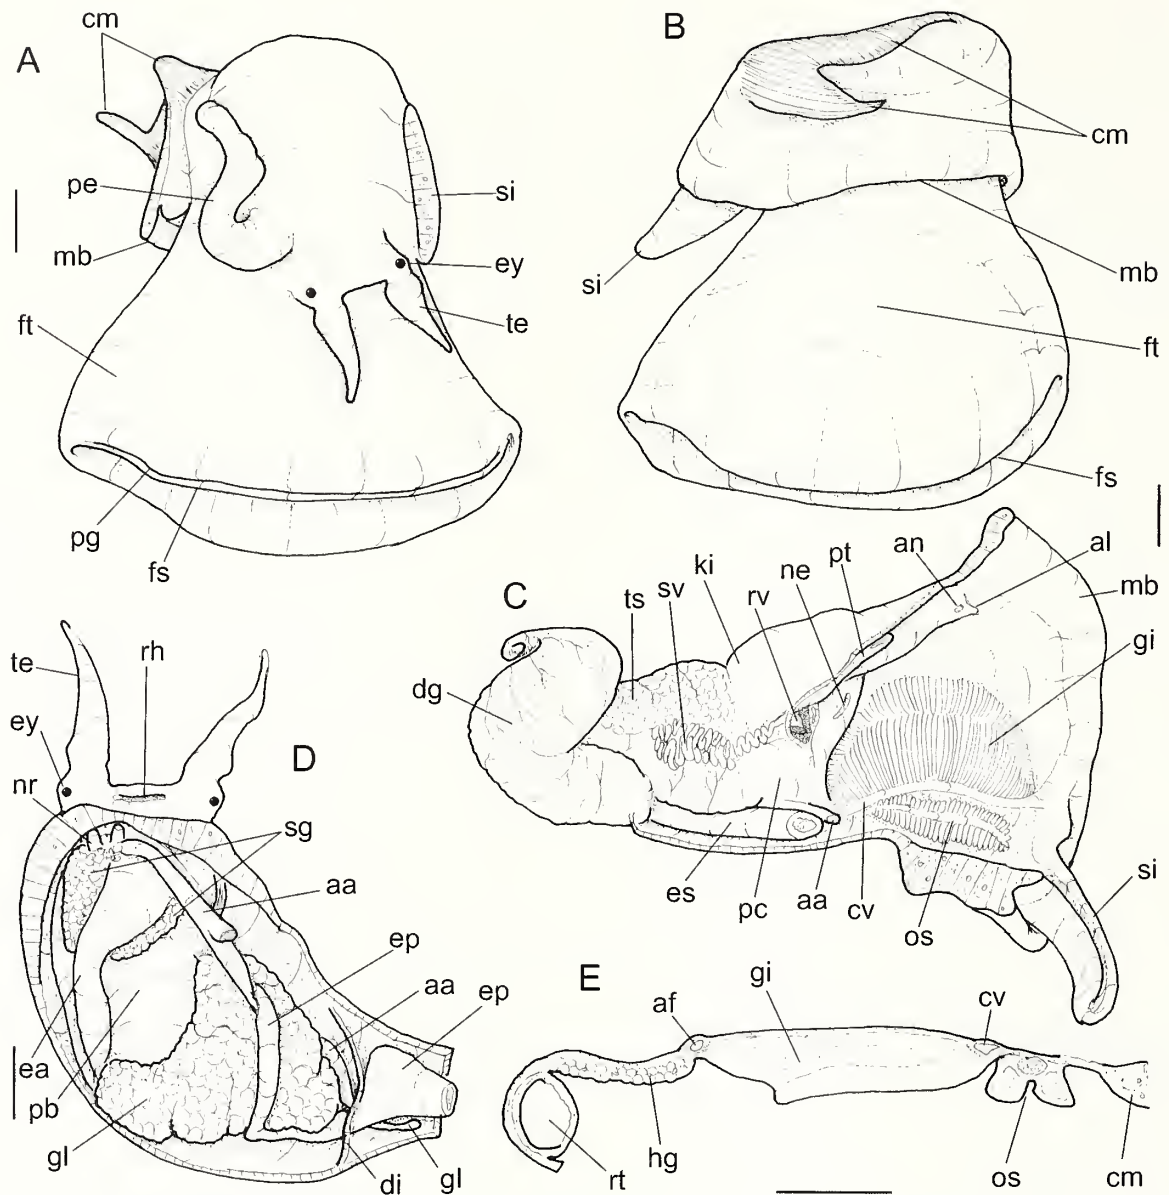 A
cm
pe
mb
ft
pg
fs
si
ey
te
B
cm
si
mb
ft
fs
C
ts
sv
ki
rv
ne
pt
an
al
mb
gi
dg
es
pc
aa
cv
os
si
D
te
ey
nr
rh
sg
aa
ep
aa
ep
ea
pb
gl
di
gl
E
af
gi
cv
rt
hg
os
cm